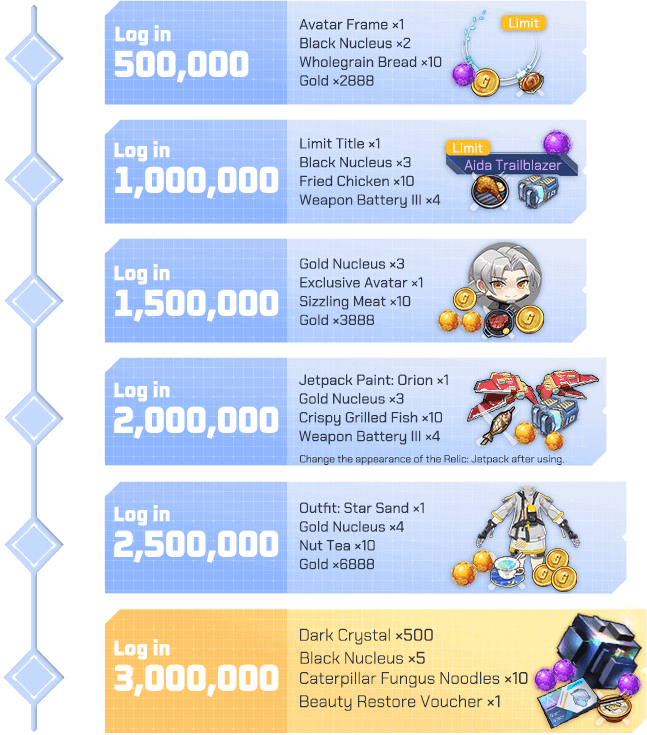 Log in
500,000
Avatar Frame ×1
Black Nucleus ×2
Wholegrain Bread ×10
Gold ×2888
Limit
Log in
1,000,000
Limit Title ×1
Black Nucleus ×3
Fried Chicken ×10
Weapon Battery III ×4
Limit
Aida Trailblazer
Log in
1,500,000
Gold Nucleus ×3
Exclusive Avatar ×1
Sizzling Meat ×10
Gold ×3888
Log in
2,000,000
Jetpack Paint: Orion ×1
Gold Nucleus ×3
Crispy Grilled Fish ×10
Weapon Battery III ×4
Change the appearance of the Relic: Jetpack after using.
Log in
2,500,000
Outfit: Star Sand ×1
Gold Nucleus ×4
Nut Tea ×10
Gold ×6888
Log in
3,000,000
Dark Crystal ×500
Black Nucleus ×5
Caterpillar Fungus Noodles ×10
Beauty Restore Voucher ×1